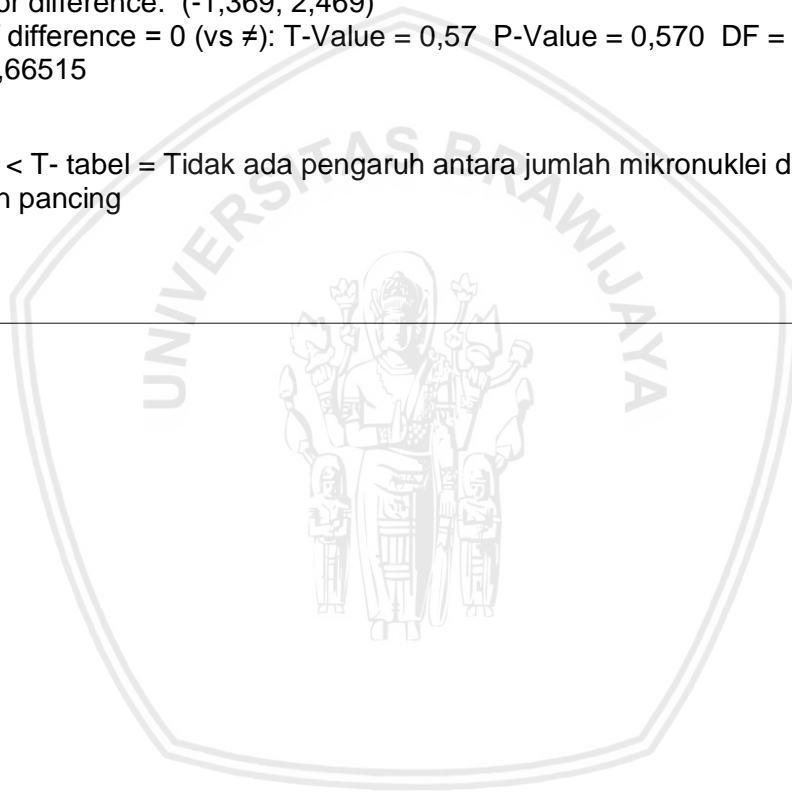 or difference: (-1,369; 2,469)
difference = 0 (vs ≠): T-Value = 0,57 P-Value = 0,570 DF =
,66515
< T- tabel = Tidak ada pengaruh antara jumlah mikronuklei d
n pancing
UNIVERSITAS BRAWIJAYA